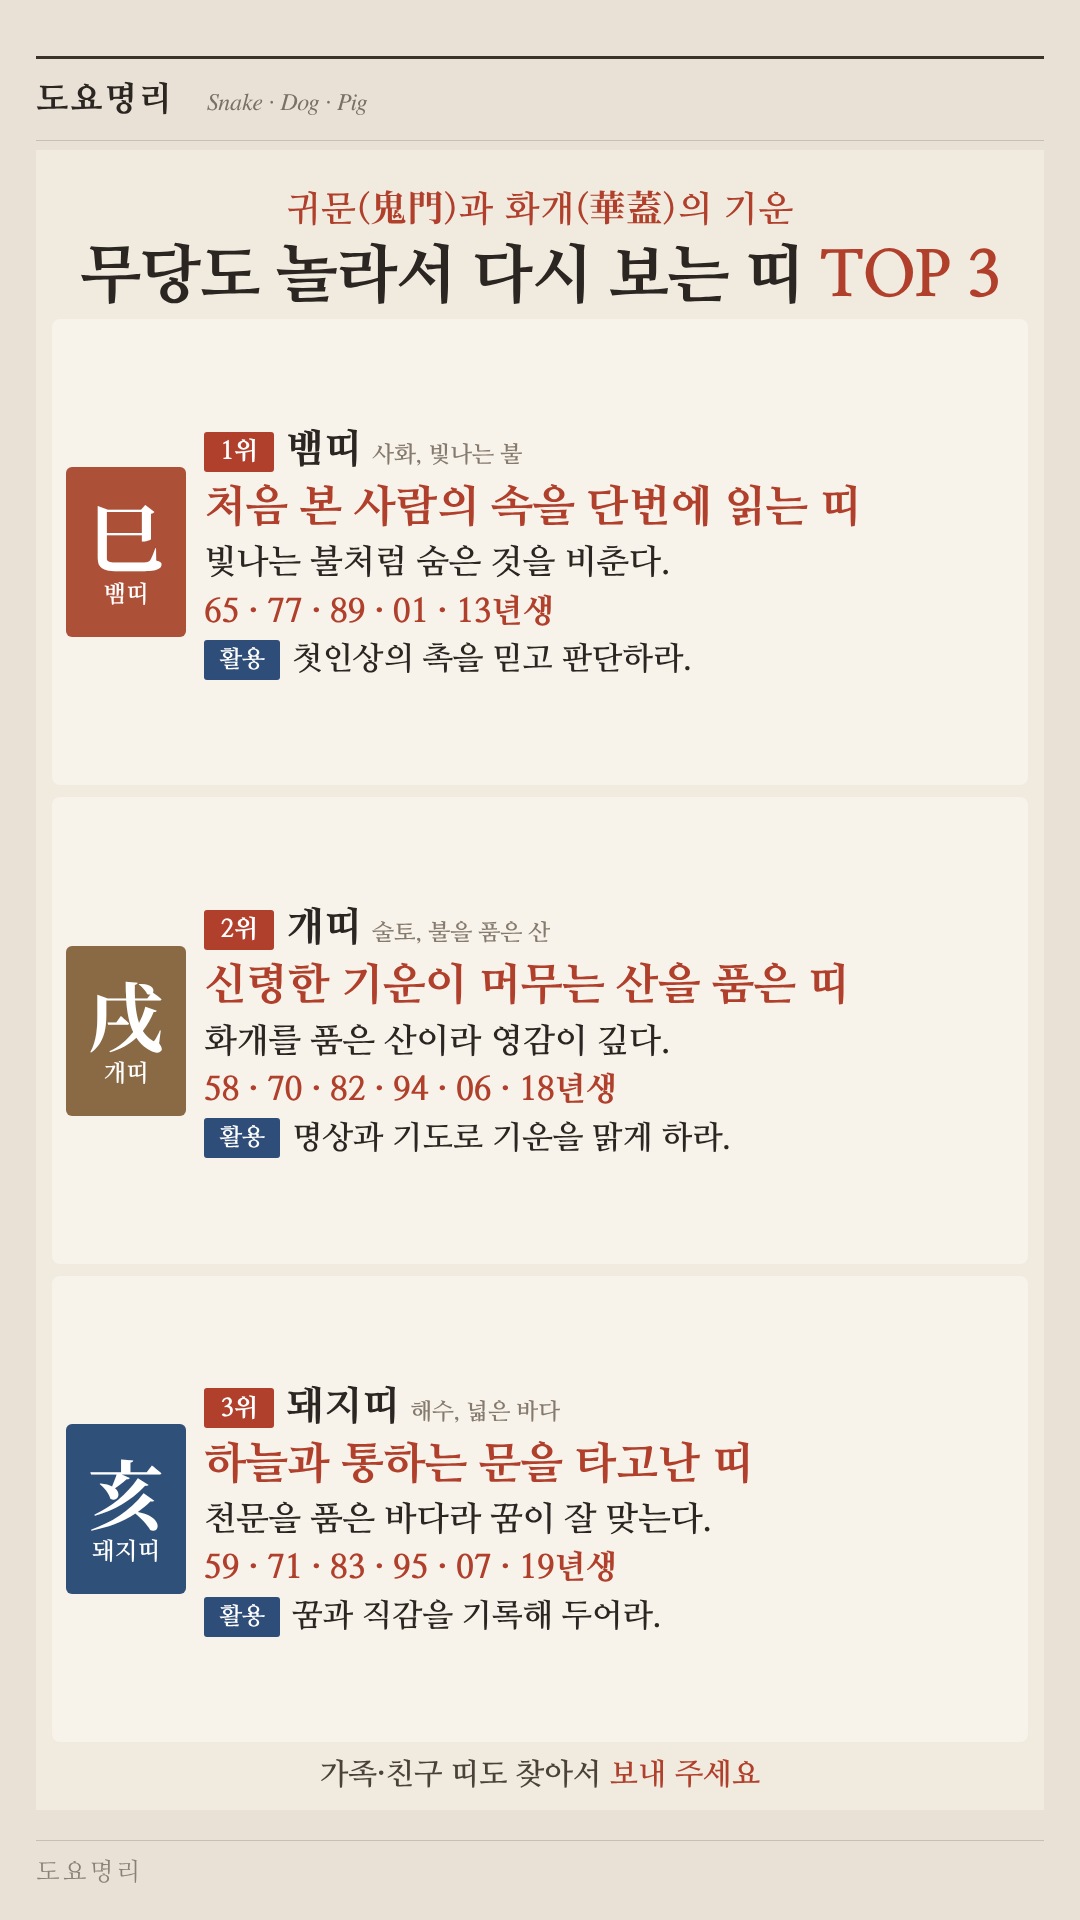 도요명리 Snake · Dog · Pig
귀문(鬼門)과 화개(華蓋)의 기운
무당도 놀라서 다시 보는 띠 TOP 3
1위 뱀띠 사화, 빛나는 불
처음 본 사람의 속을 단번에 읽는 띠
빛나는 불처럼 숨은 것을 비춘다.
65 · 77 · 89 · 01 · 13년생
활용 첫인상의 촉을 믿고 판단하라.
巳
뱀띠
2위 개띠 술토, 불을 품은 산
신령한 기운이 머무는 산을 품은 띠
화개를 품은 산이라 영감이 깊다.
58 · 70 · 82 · 94 · 06 · 18년생
활용 명상과 기도로 기운을 맑게 하라.
戌
개띠
3위 돼지띠 해수, 넓은 바다
하늘과 통하는 문을 타고난 띠
천문을 품은 바다라 꿈이 잘 맞는다.
59 · 71 · 83 · 95 · 07 · 19년생
활용 꿈과 직감을 기록해 두어라.
亥
돼지띠
가족·친구 띠도 찾아서 보내 주세요
도요명리